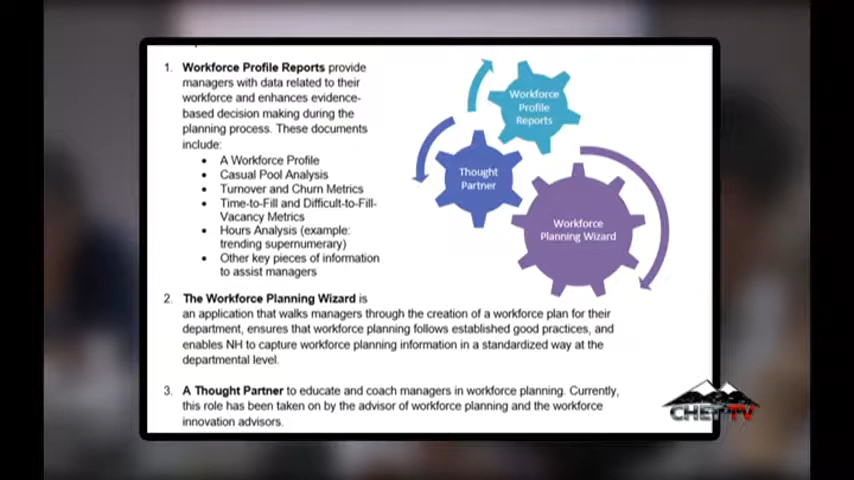 1. Workforce Profile Reports provide
managers with data related to their
workforce and enhances evidence-
based decision making during the
planning process. These documents
include:
• A Workforce Profile
• Casual Pool Analysis
• Turnover and Churn Metrics
• Time-to-Fill and Difficult-to-Fill-
Vacancy Metrics
• Hours Analysis (example:
trending supernumerary)
• Other key pieces of information
to assist managers
Workforce
Profile
Reports
Thought
Partner
Workforce
Planning Wizard
2. The Workforce Planning Wizard is
an application that walks managers through the creation of a workforce plan for their
department, ensures that workforce planning follows established good practices, and
enables NH to capture workforce planning information in a standardized way at the
departmental level.
3. A Thought Partner to educate and coach managers in workforce planning. Currently,
this role has been taken on by the advisor of workforce planning and the workforce
innovation advisors.
CHET TV